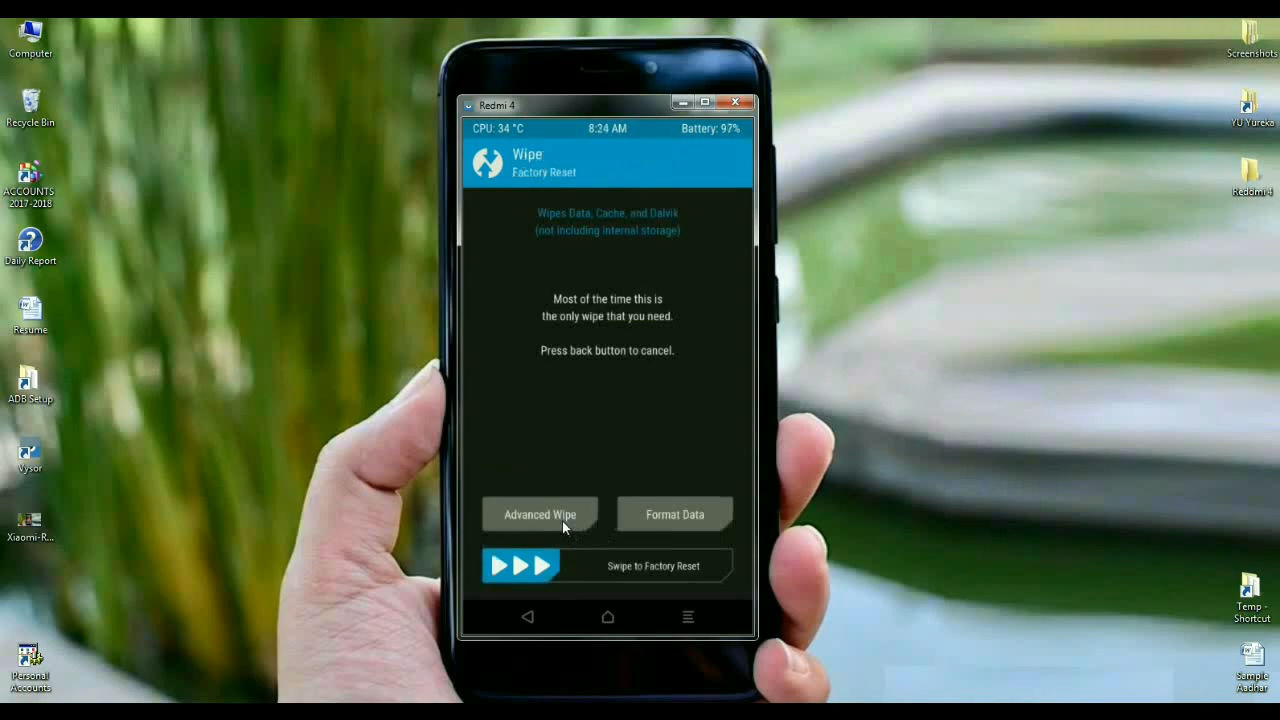 Computer
Recycle Bin
ACCOUNTS
2017-2018
Daily Report
Resume
ADB Setup
Vysor
Xiaomi-R...
Personal
Accounts
Redmi 4
CPU: 34 °C
8:24 AM
Battery: 97%
Wipe
Factory Reset
Wipes Data, Cache, and Dalvik
(not including internal storage)
Most of the time this is
the only wipe that you need.
Press back button to cancel.
Advanced Wipe
Format Data
Swipe to Factory Reset
Screenshots
YU Yureka
Redomi 4
Temp -
Shortcut
Sample
Aadhar